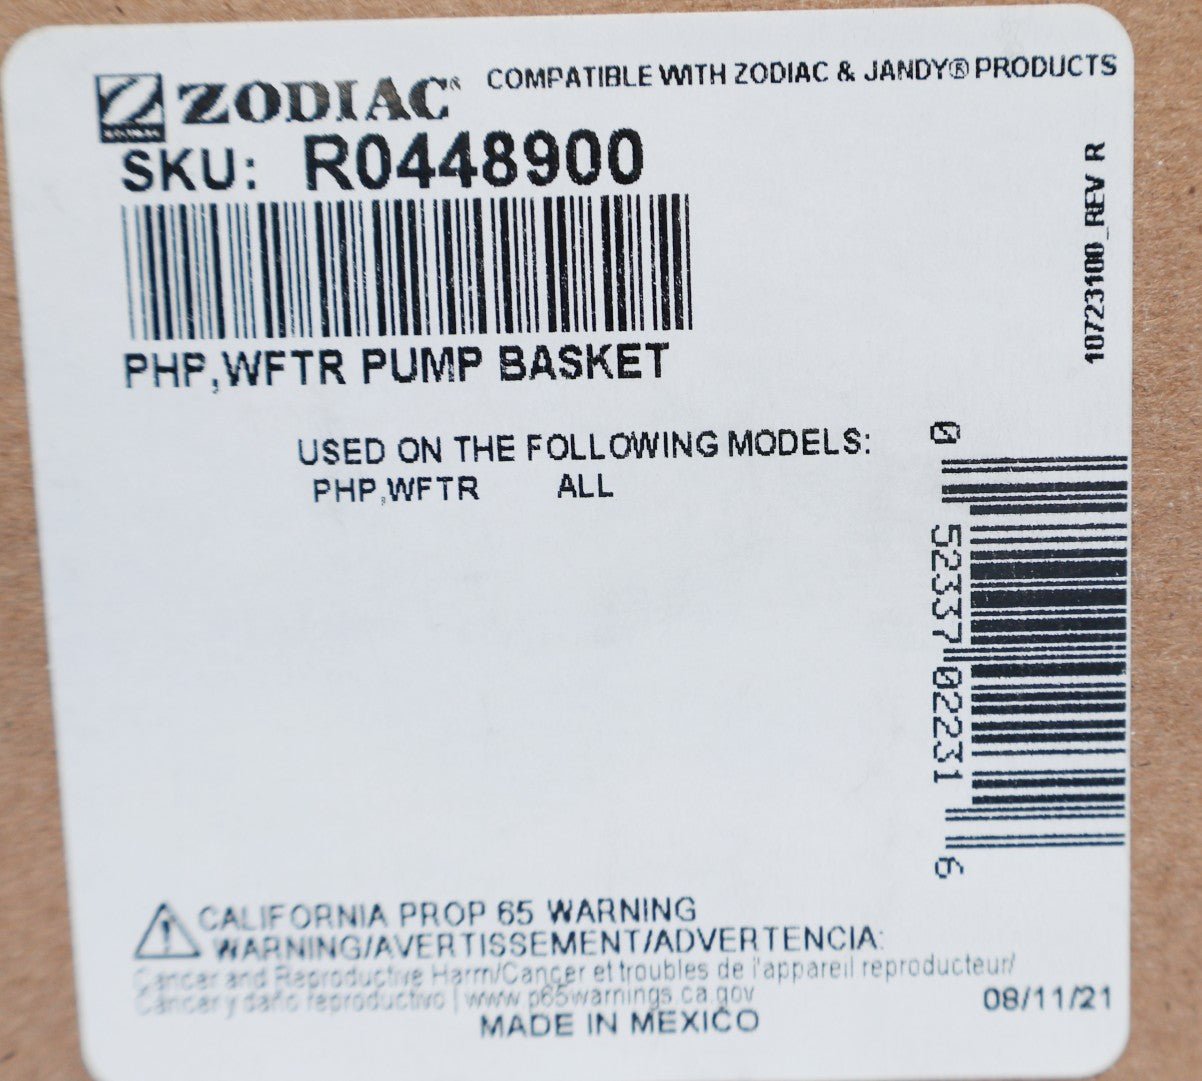 ZODIAC® COMPATIBLE WITH ZODIAC & JANDY® PRODUCTS
SKU: R0448900
PHP,WFTR PUMP BASKET
USED ON THE FOLLOWING MODELS:
PHP,WFTR ALL
10723100_REV R
0 52337 02231 6
CALIFORNIA PROP 65 WARNING
WARNING/AVERTISSEMENT/ADVERTENCIA:
Cancer and Reproductive Harm/Cancer et troubles de l'appareil reproducteur/
Cáncer y daño reproductivo | www.p65warnings.ca.gov
08/11/21
MADE IN MEXICO